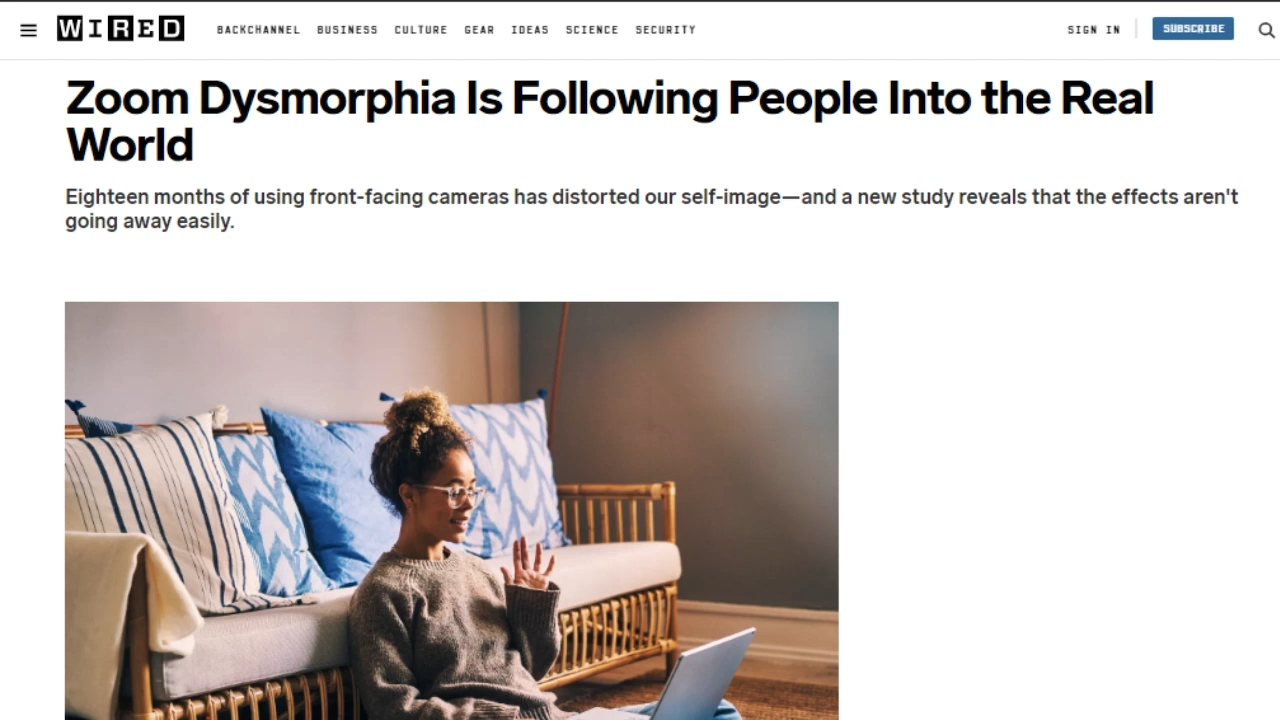 WIRED BACKCHANNEL BUSINESS CULTURE GEAR IDEAS SCIENCE SECURITY SIGN IN SUBSCRIBE
Zoom Dysmorphia Is Following People Into the Real
World
Eighteen months of using front-facing cameras has distorted our self-image—and a new study reveals that the effects aren't
going away easily.